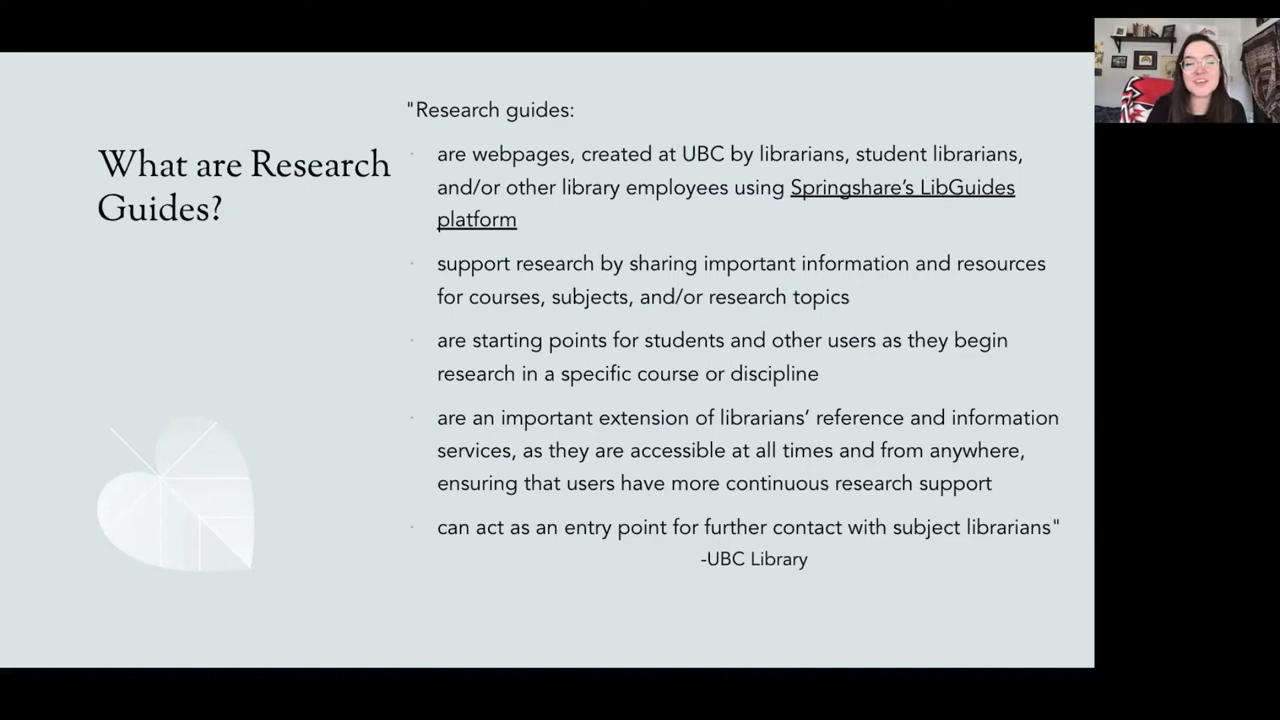 What are Research
Guides?
"Research guides:
are webpages, created at UBC by librarians, student librarians,
and/or other library employees using Springshare’s LibGuides
platform
support research by sharing important information and resources
for courses, subjects, and/or research topics
are starting points for students and other users as they begin
research in a specific course or discipline
are an important extension of librarians’ reference and information
services, as they are accessible at all times and from anywhere,
ensuring that users have more continuous research support
can act as an entry point for further contact with subject librarians"
-UBC Library